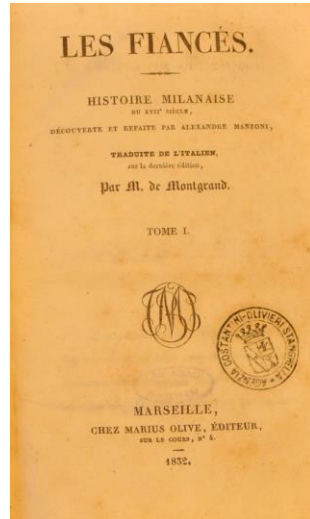 LES FIANCÉS.
HISTOIRE MILANAISE
DU XVIIᵉ SIÈCLE,
DÉCOUVERTE ET REFAITE PAR ALEXANDRE MANZONI,
TRADUITE DE L'ITALIEN,
sur la dernière édition,
Par M. de Montgrand.
TOME I.
MARSEILLE,
CHEZ MARIUS OLIVE, ÉDITEUR,
SUR LE COURS, Nº 4.
1832.